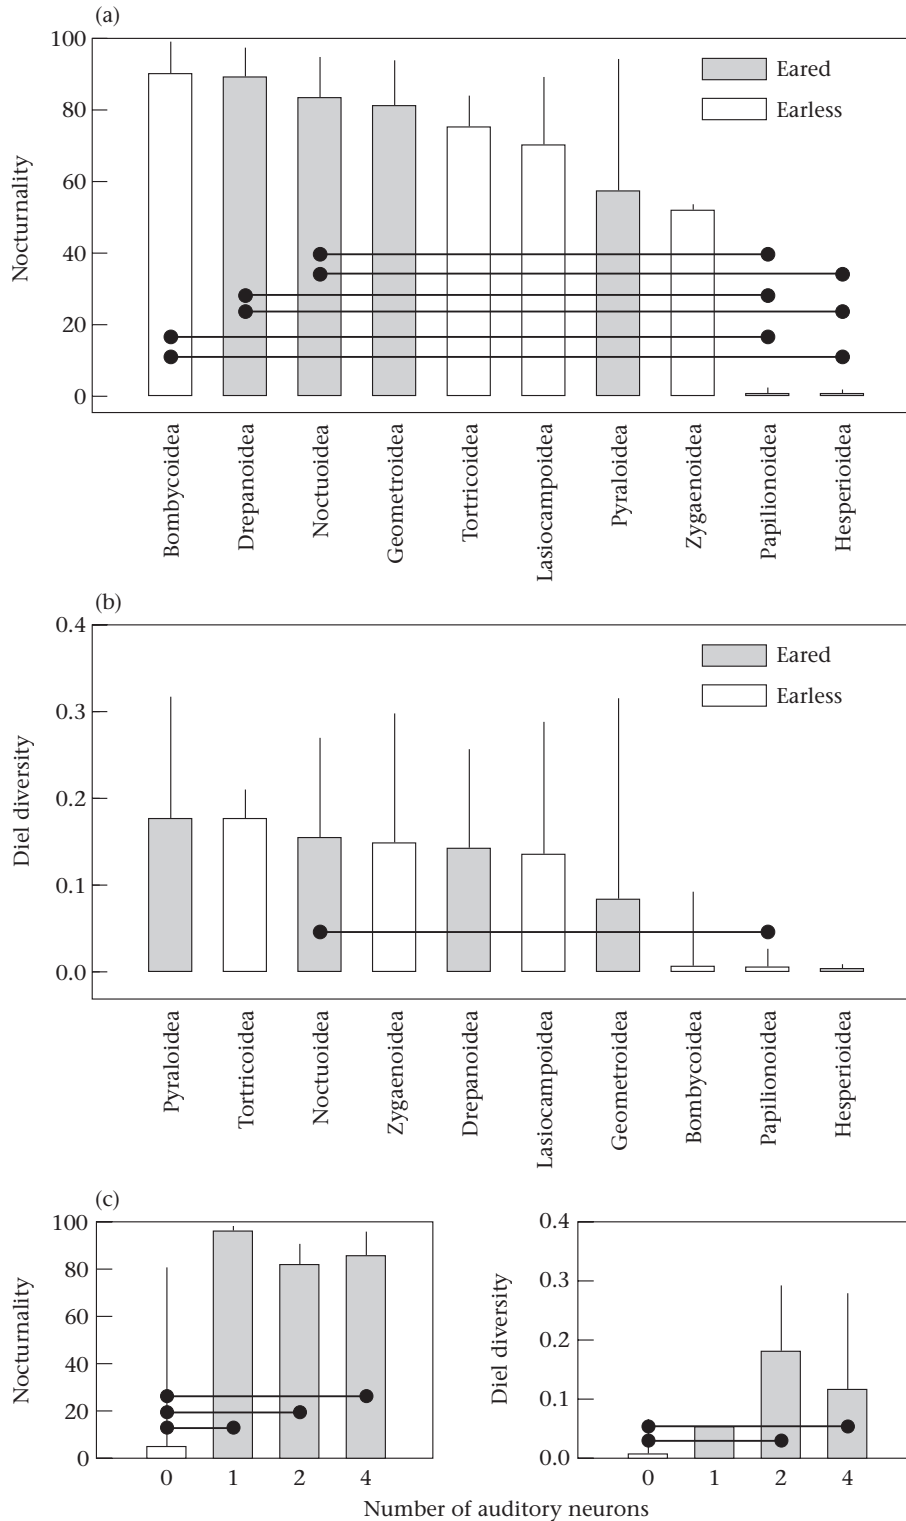 (a)
100
80
60
40
20
0
Nocturnality
Eared
Earless
Bombycoidea
Drepanoidea
Noctuoidea
Geometroidea
Tortricoidea
Lasiocampoidea
Pyraloidea
Zygaenoidea
Papilionoidea
Hesperioidea
(b)
0.4
0.3
0.2
0.1
0.0
Diel diversity
Eared
Earless
Pyraloidea
Tortricoidea
Noctuoidea
Zygaenoidea
Drepanoidea
Lasiocampoidea
Geometroidea
Bombycoidea
Papilionoidea
Hesperioidea
(c)
100
80
60
40
20
0
Nocturnality
0 1 2 4
0.4
0.3
0.2
0.1
0.0
Diel diversity
0 1 2 4
Number of auditory neurons